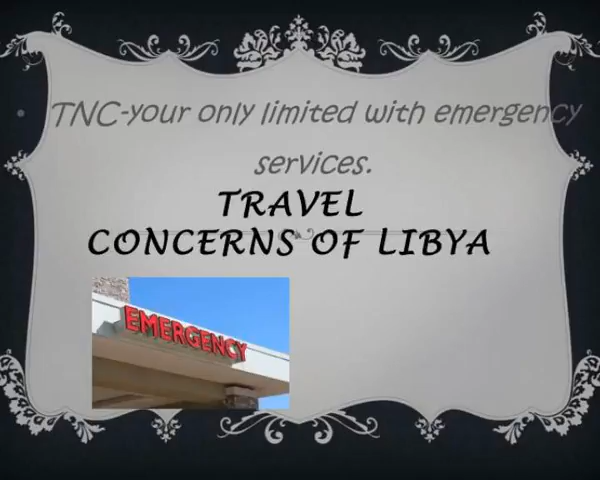 • TNC-your only limited with emergency
services.
TRAVEL
CONCERNS OF LIBYA
EMERGENCY